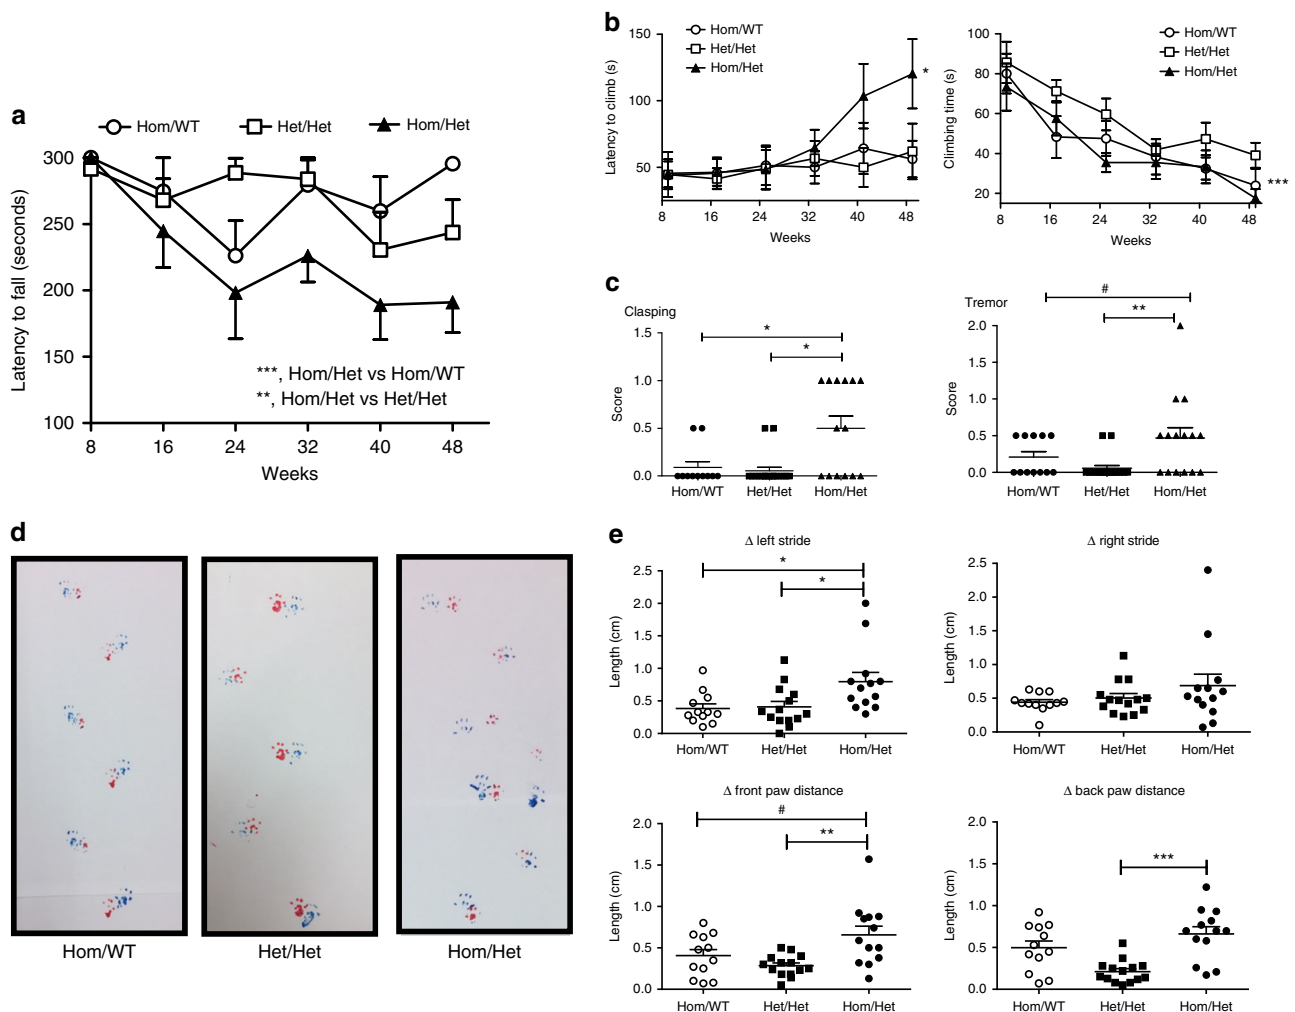 a
Hom/WT Het/Het Hom/Het
Latency to fall (seconds)
300
250
200
150
100
8 16 24 32 40 48
Weeks
***, Hom/Het vs Hom/WT
**, Hom/Het vs Het/Het
b
Latency to climb (s)
150
100
50
8 16 24 32 40 48
Weeks
Hom/WT
Het/Het
Hom/Het
*
Climbing time (s)
100
80
60
40
20
8 16 24 32 40 48
Weeks
Hom/WT
Het/Het
Hom/Het
***
c
Clasping
Score
1.5
1.0
0.5
0.0
*
*
Hom/WT Het/Het Hom/Het
Tremor
Score
2.0
1.5
1.0
0.5
0.0
#
**
Hom/WT Het/Het Hom/Het
d
Hom/WT Het/Het Hom/Het
e
Δ left stride
Length (cm)
2.5
2.0
1.5
1.0
0.5
0.0
*
*
Hom/WT Het/Het Hom/Het
Δ right stride
Length (cm)
2.5
2.0
1.5
1.0
0.5
0.0
Hom/WT Het/Het Hom/Het
Δ front paw distance
Length (cm)
2.0
1.5
1.0
0.5
0.0
#
**
Hom/WT Het/Het Hom/Het
Δ back paw distance
Length (cm)
2.0
1.5
1.0
0.5
0.0
***
Hom/WT Het/Het Hom/Het